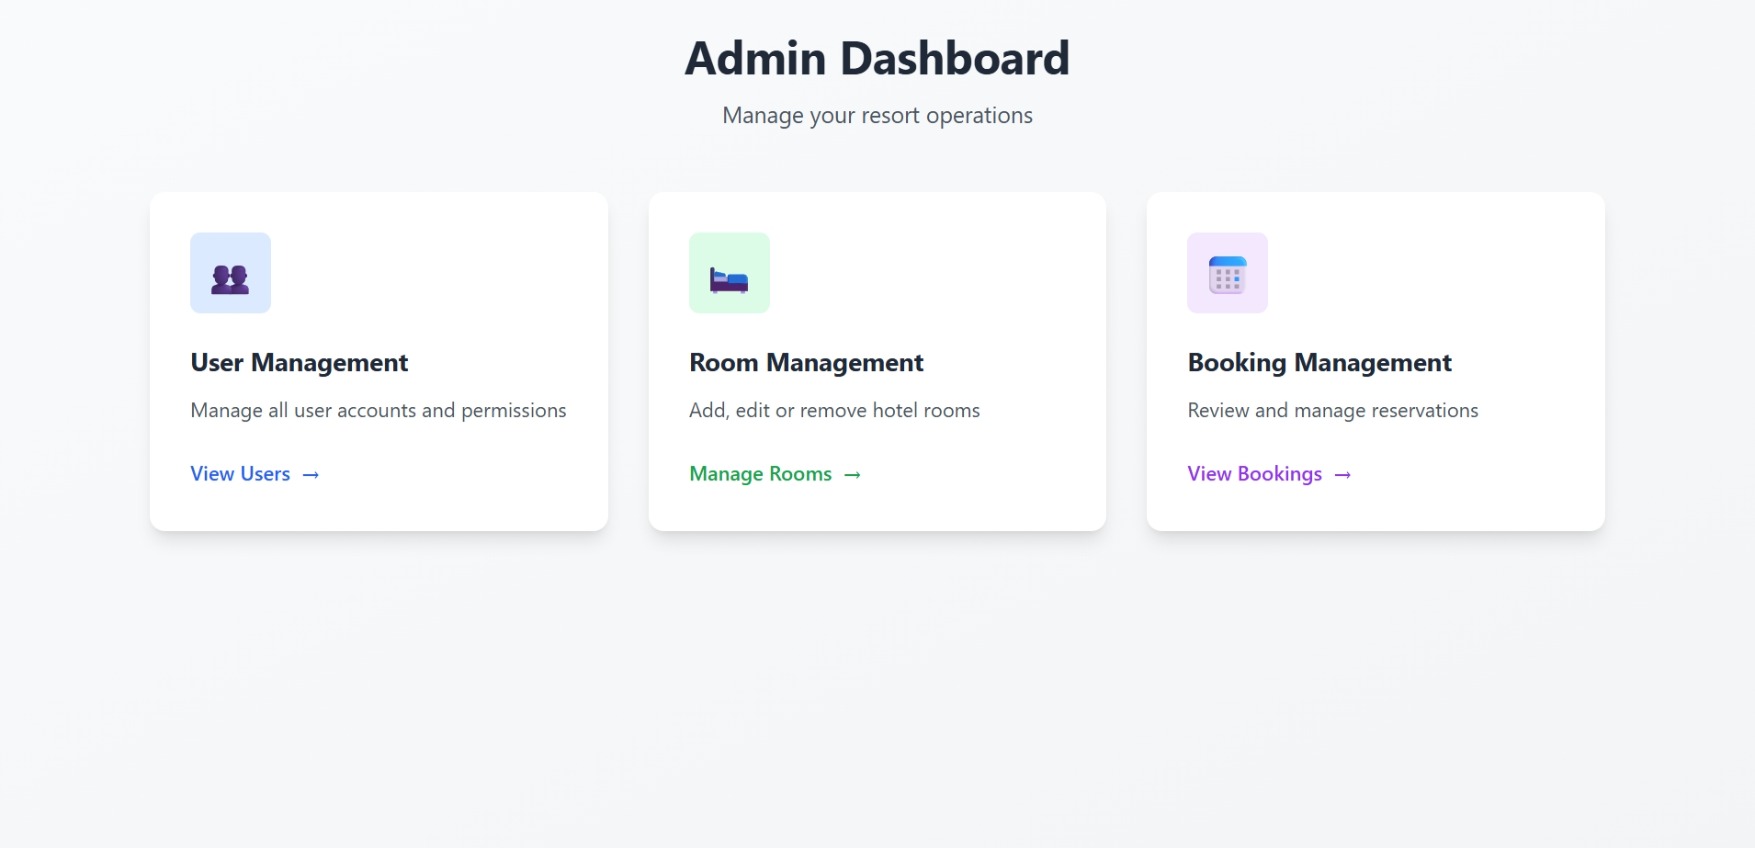 Admin Dashboard
Manage your resort operations
User Management
Manage all user accounts and permissions
View Users →
Room Management
Add, edit or remove hotel rooms
Manage Rooms →
Booking Management
Review and manage reservations
View Bookings →